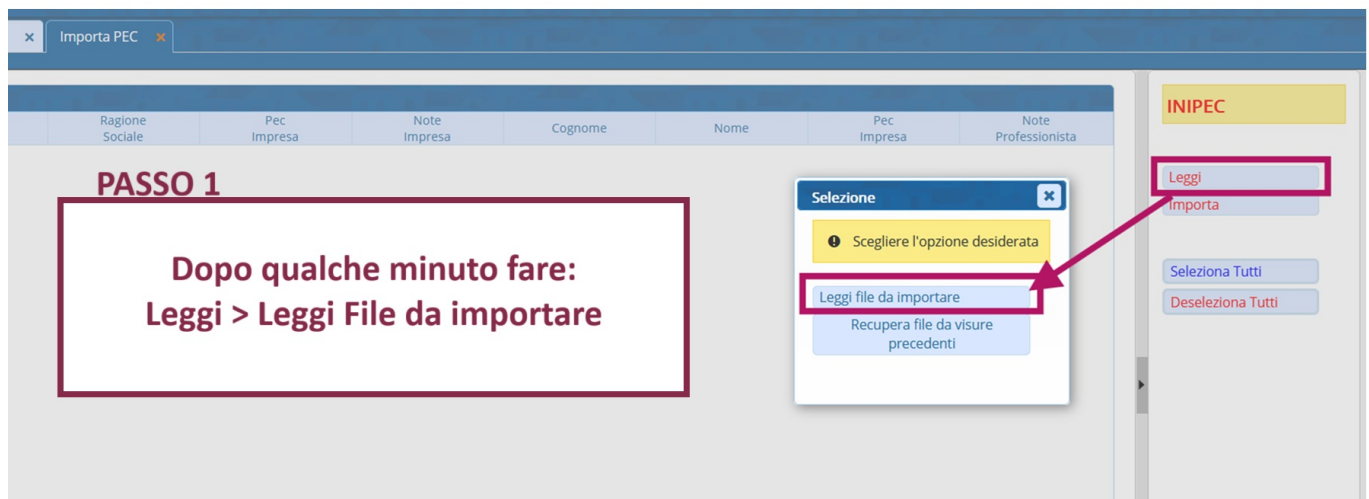 Importa PEC
INIPEC
Ragione
Sociale
Pec
Impresa
Note
Impresa
Cognome
Nome
Pec
Impresa
Note
Professionista
PASSO 1
Dopo qualche minuto fare:
Leggi > Leggi File da importare
Selezione
Scegliere l'opzione desiderata
Leggi file da importare
Recupera file da visure
precedenti
Leggi
Importa
Seleziona Tutti
Deseleziona Tutti